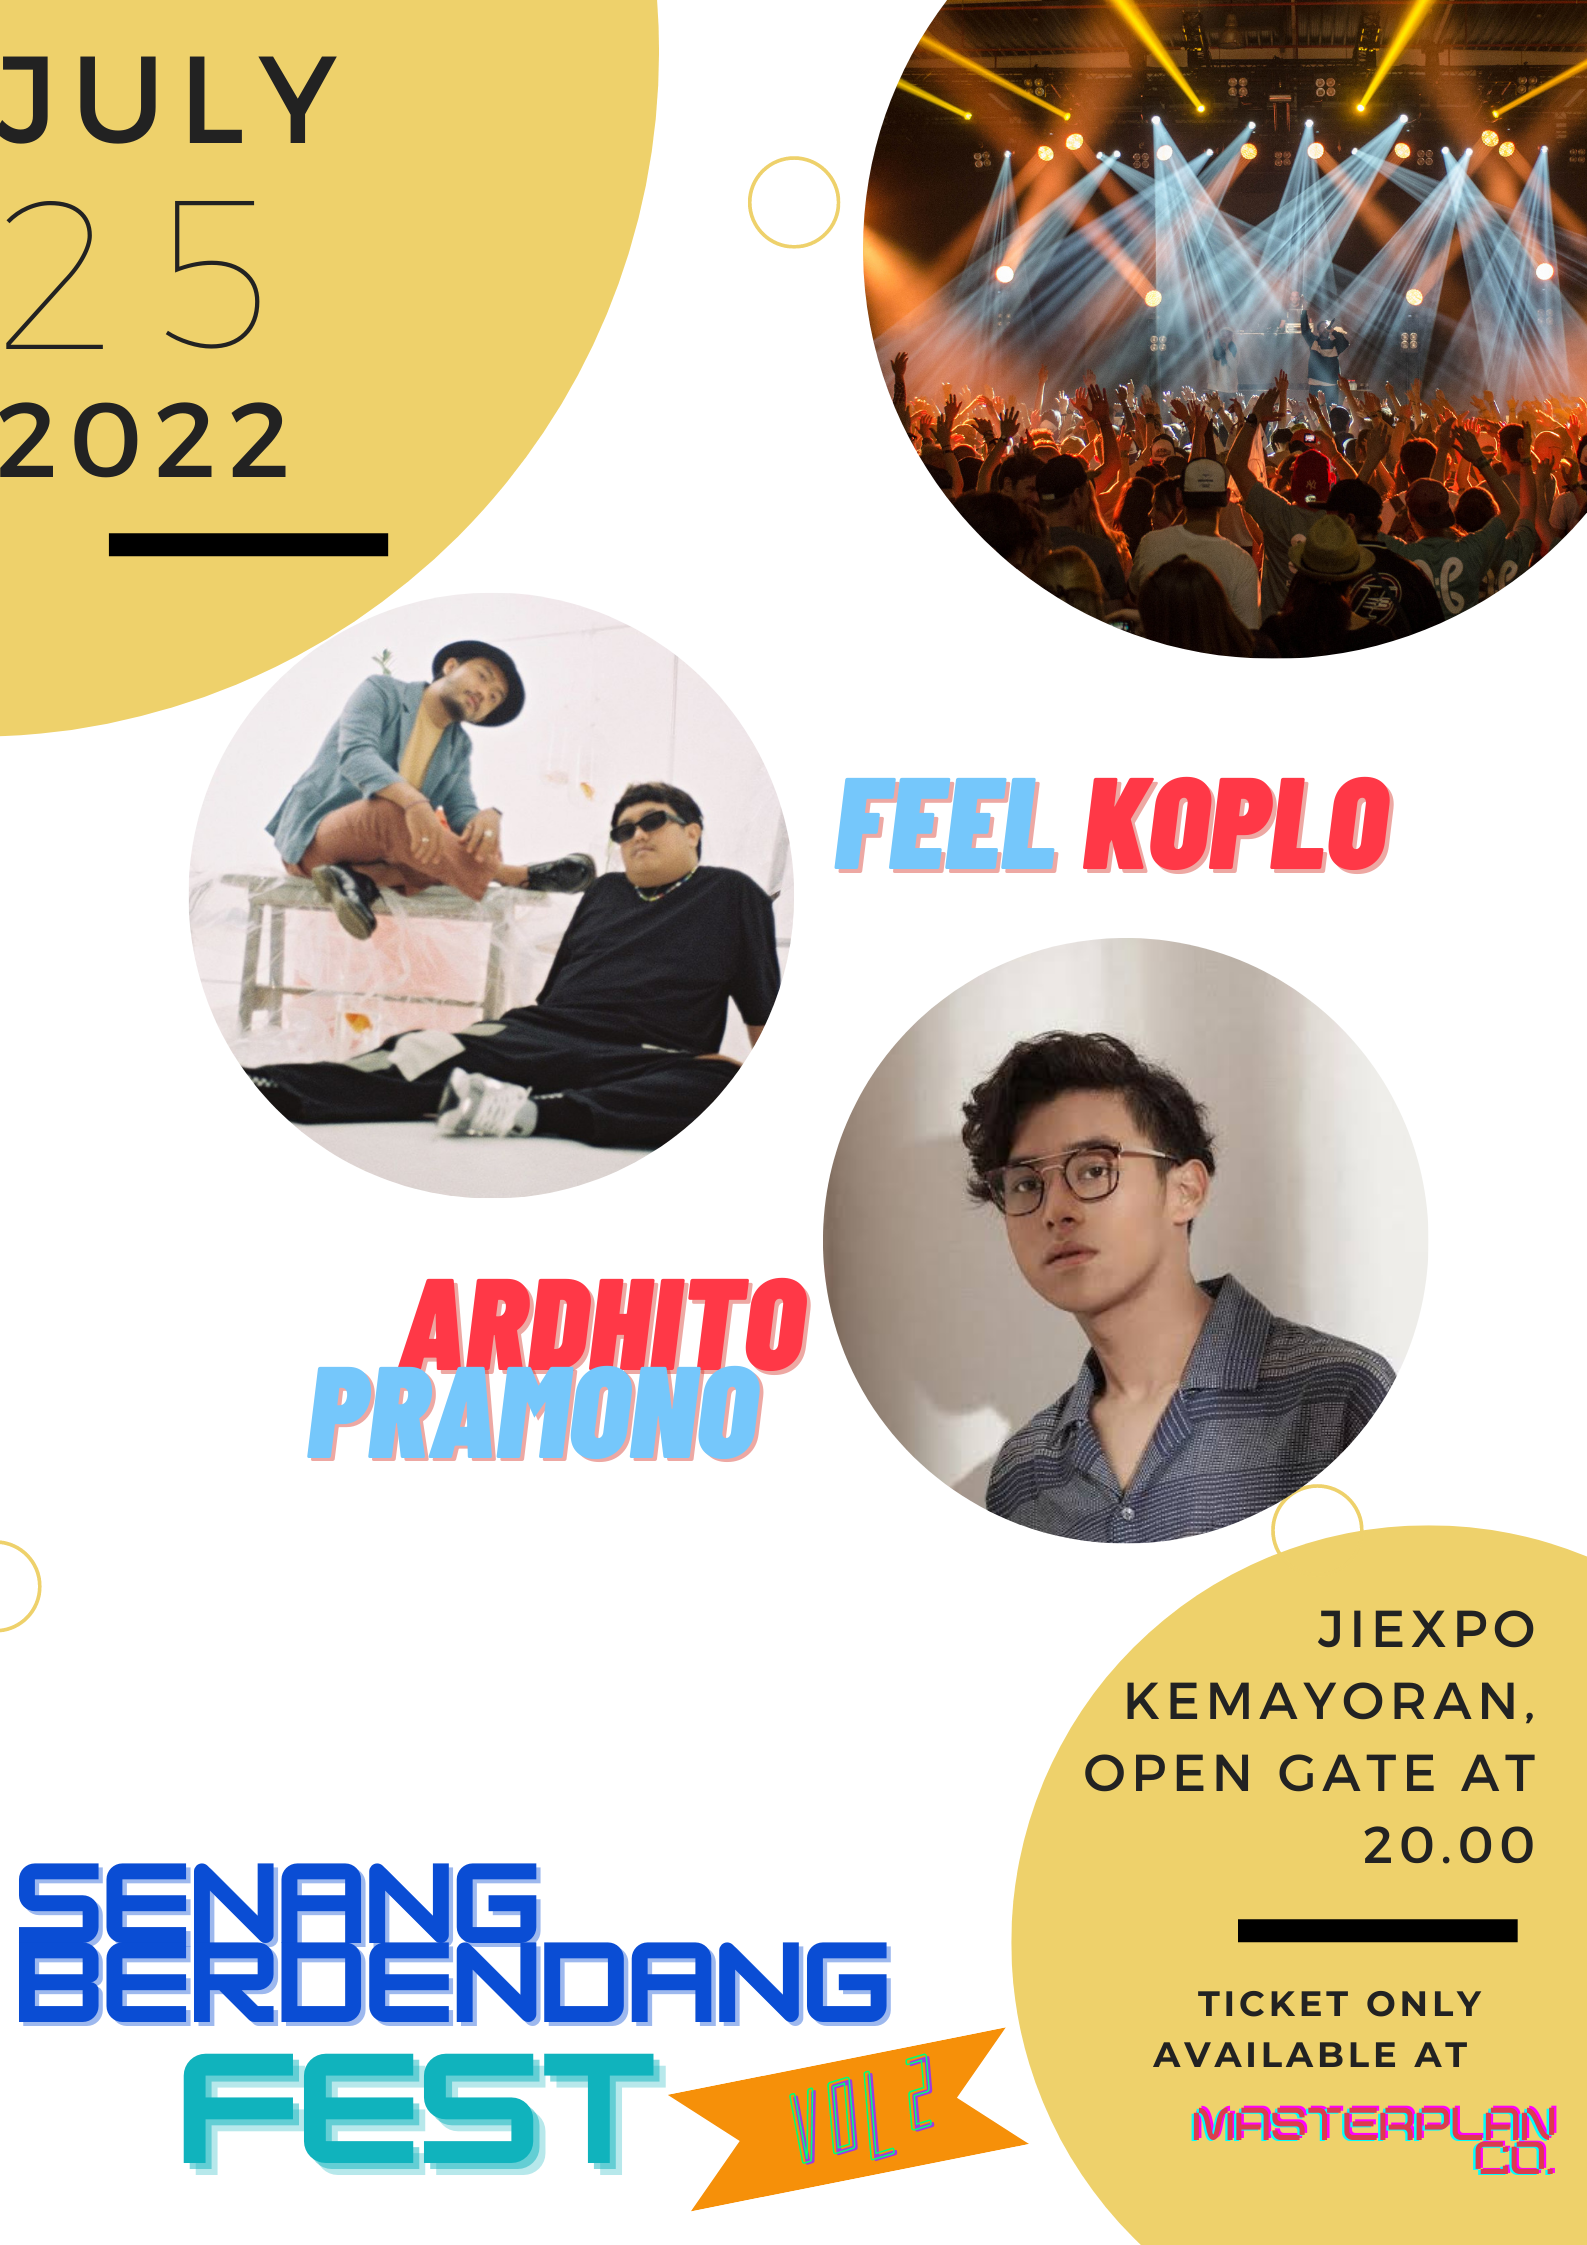 JULY
25
2022
FEEL KOPLO
ARDHITO
PRAMONO
JIEXPO
KEMAYORAN,
OPEN GATE AT
20.00
TICKET ONLY
AVAILABLE AT
MASTERPLAN
CO.
SENANG
BERDENDANG
FEST
VOL 2